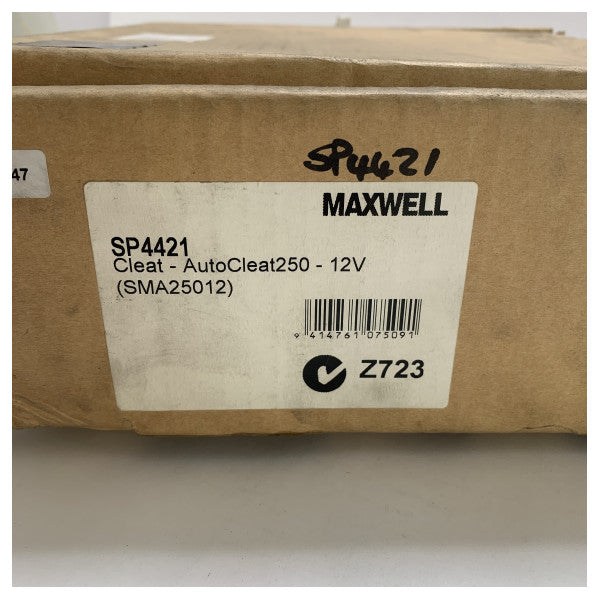 SP4421
47
MAXWELL
SP4421
Cleat - AutoCleat250 - 12V
(SMA25012)
9 414761 075091
Z723